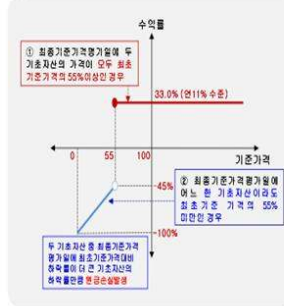 수익률
① 최종기준가격평가일에 두
기초자산의 가격이 모두 최초
기준가격의 55%이상인 경우
33.0% (연11% 수준)
0
55
100
기준가격
-45%
② 최종기준가격평가일에
어느 한 기초자산이라도
최초기준 가격의 55%
미만인 경우
-100%
두 기초자산 중 최종기준가격
평가일에 최초기준가격대비
하락률이 더 큰 기초자산의
하락률만큼 원금손실발생